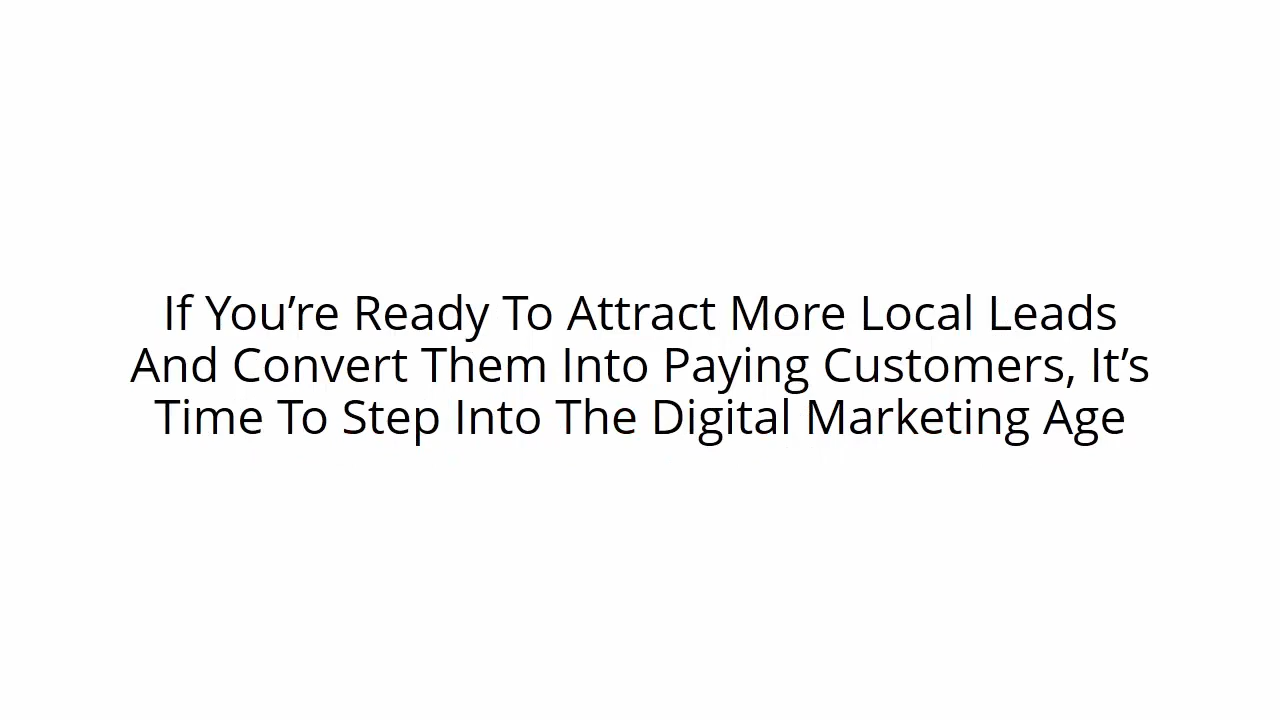 If You’re Ready To Attract More Local Leads
And Convert Them Into Paying Customers, It’s
Time To Step Into The Digital Marketing Age